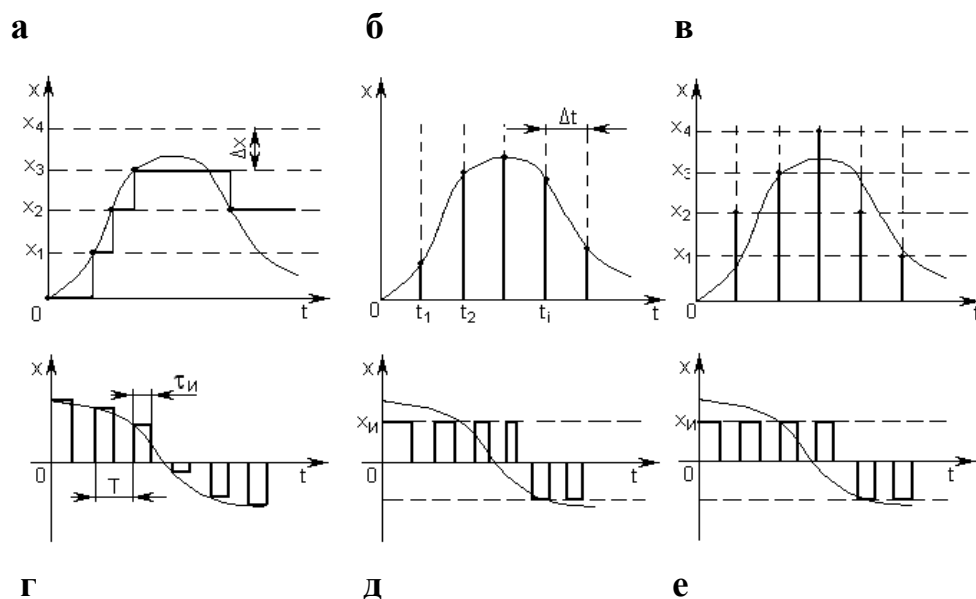 а б в
x x x
x4 Δx Δt x4
x3 x3
x2 x2
x1 x1
0 t 0 t1 t2 ti t 0 t
x τИ x x
xИ xИ
0 T t 0 t 0 t
г д е